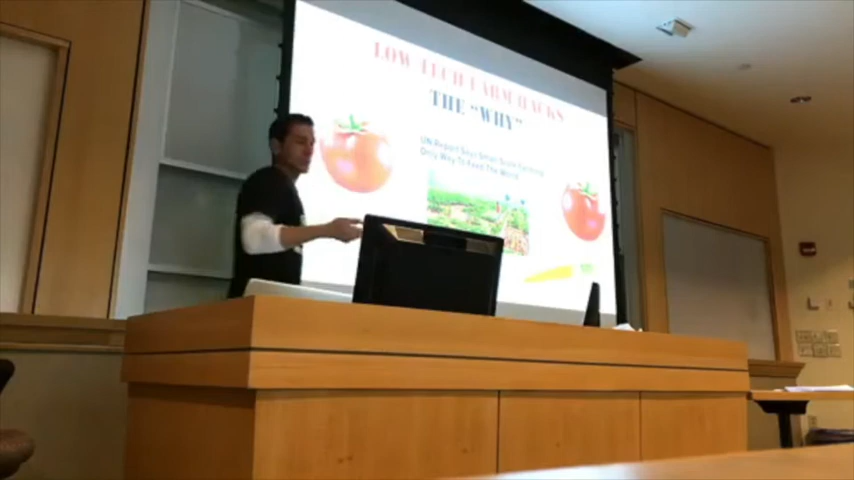 LOW TECH FARM HACKS
THE "WHY"
UN Report Says Small-Scale Farming
Only Way To Feed The World